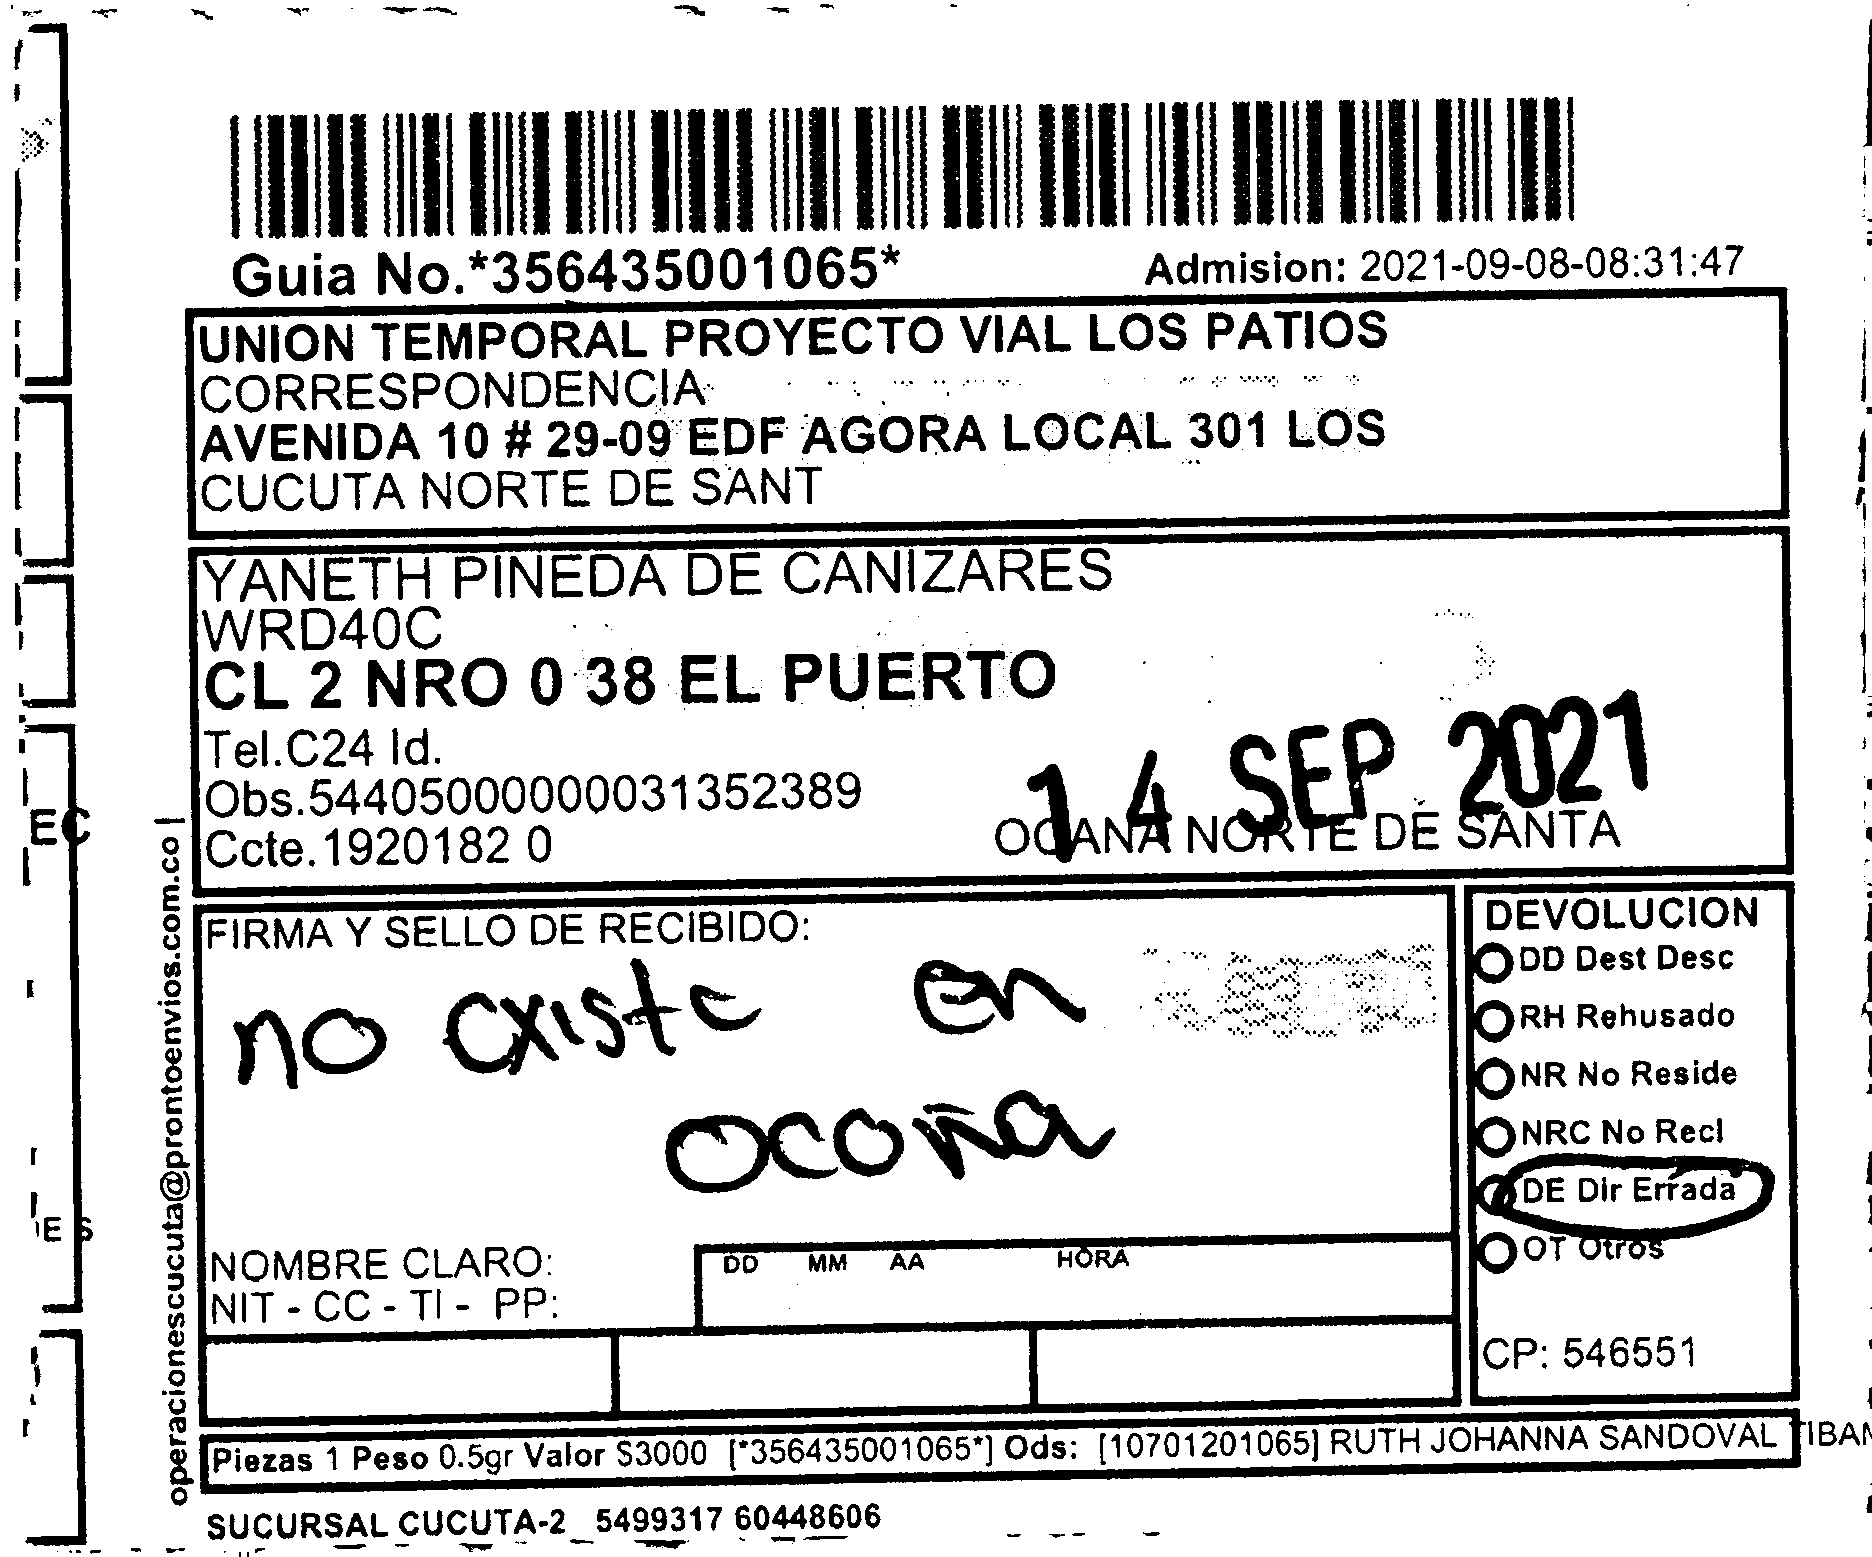 Guia No.*356435001065*
Admision: 2021-09-08-08:31:47
UNION TEMPORAL PROYECTO VIAL LOS PATIOS
CORRESPONDENCIA
AVENIDA 10 # 29-09 EDF AGORA LOCAL 301 LOS
CUCUTA NORTE DE SANT
YANETH PINEDA DE CANIZARES
WRD40C
CL 2 NRO 0 38 EL PUERTO
Tel.C24 Id.
Obs.54405000000031352389
14 SEP 2021
Ccte.1920182 0
OCANA NORTE DE SANTA
FIRMA Y SELLO DE RECIBIDO:
no existe en
Ocaña
NOMBRE CLARO:
NIT - CC - TI - PP:
DD MM AA HORA
DEVOLUCION
DD Dest Desc
RH Rehusado
NR No Reside
NRC No Recl
DE Dir Errada
OT Otros
CP: 546551
Piezas 1 Peso 0.5gr Valor $3000 [*356435001065*] Ods: [10701201065] RUTH JOHANNA SANDOVAL
SUCURSAL CUCUTA-2 5499317 60448606
operacionescucuta@prontoenvios.com.co |